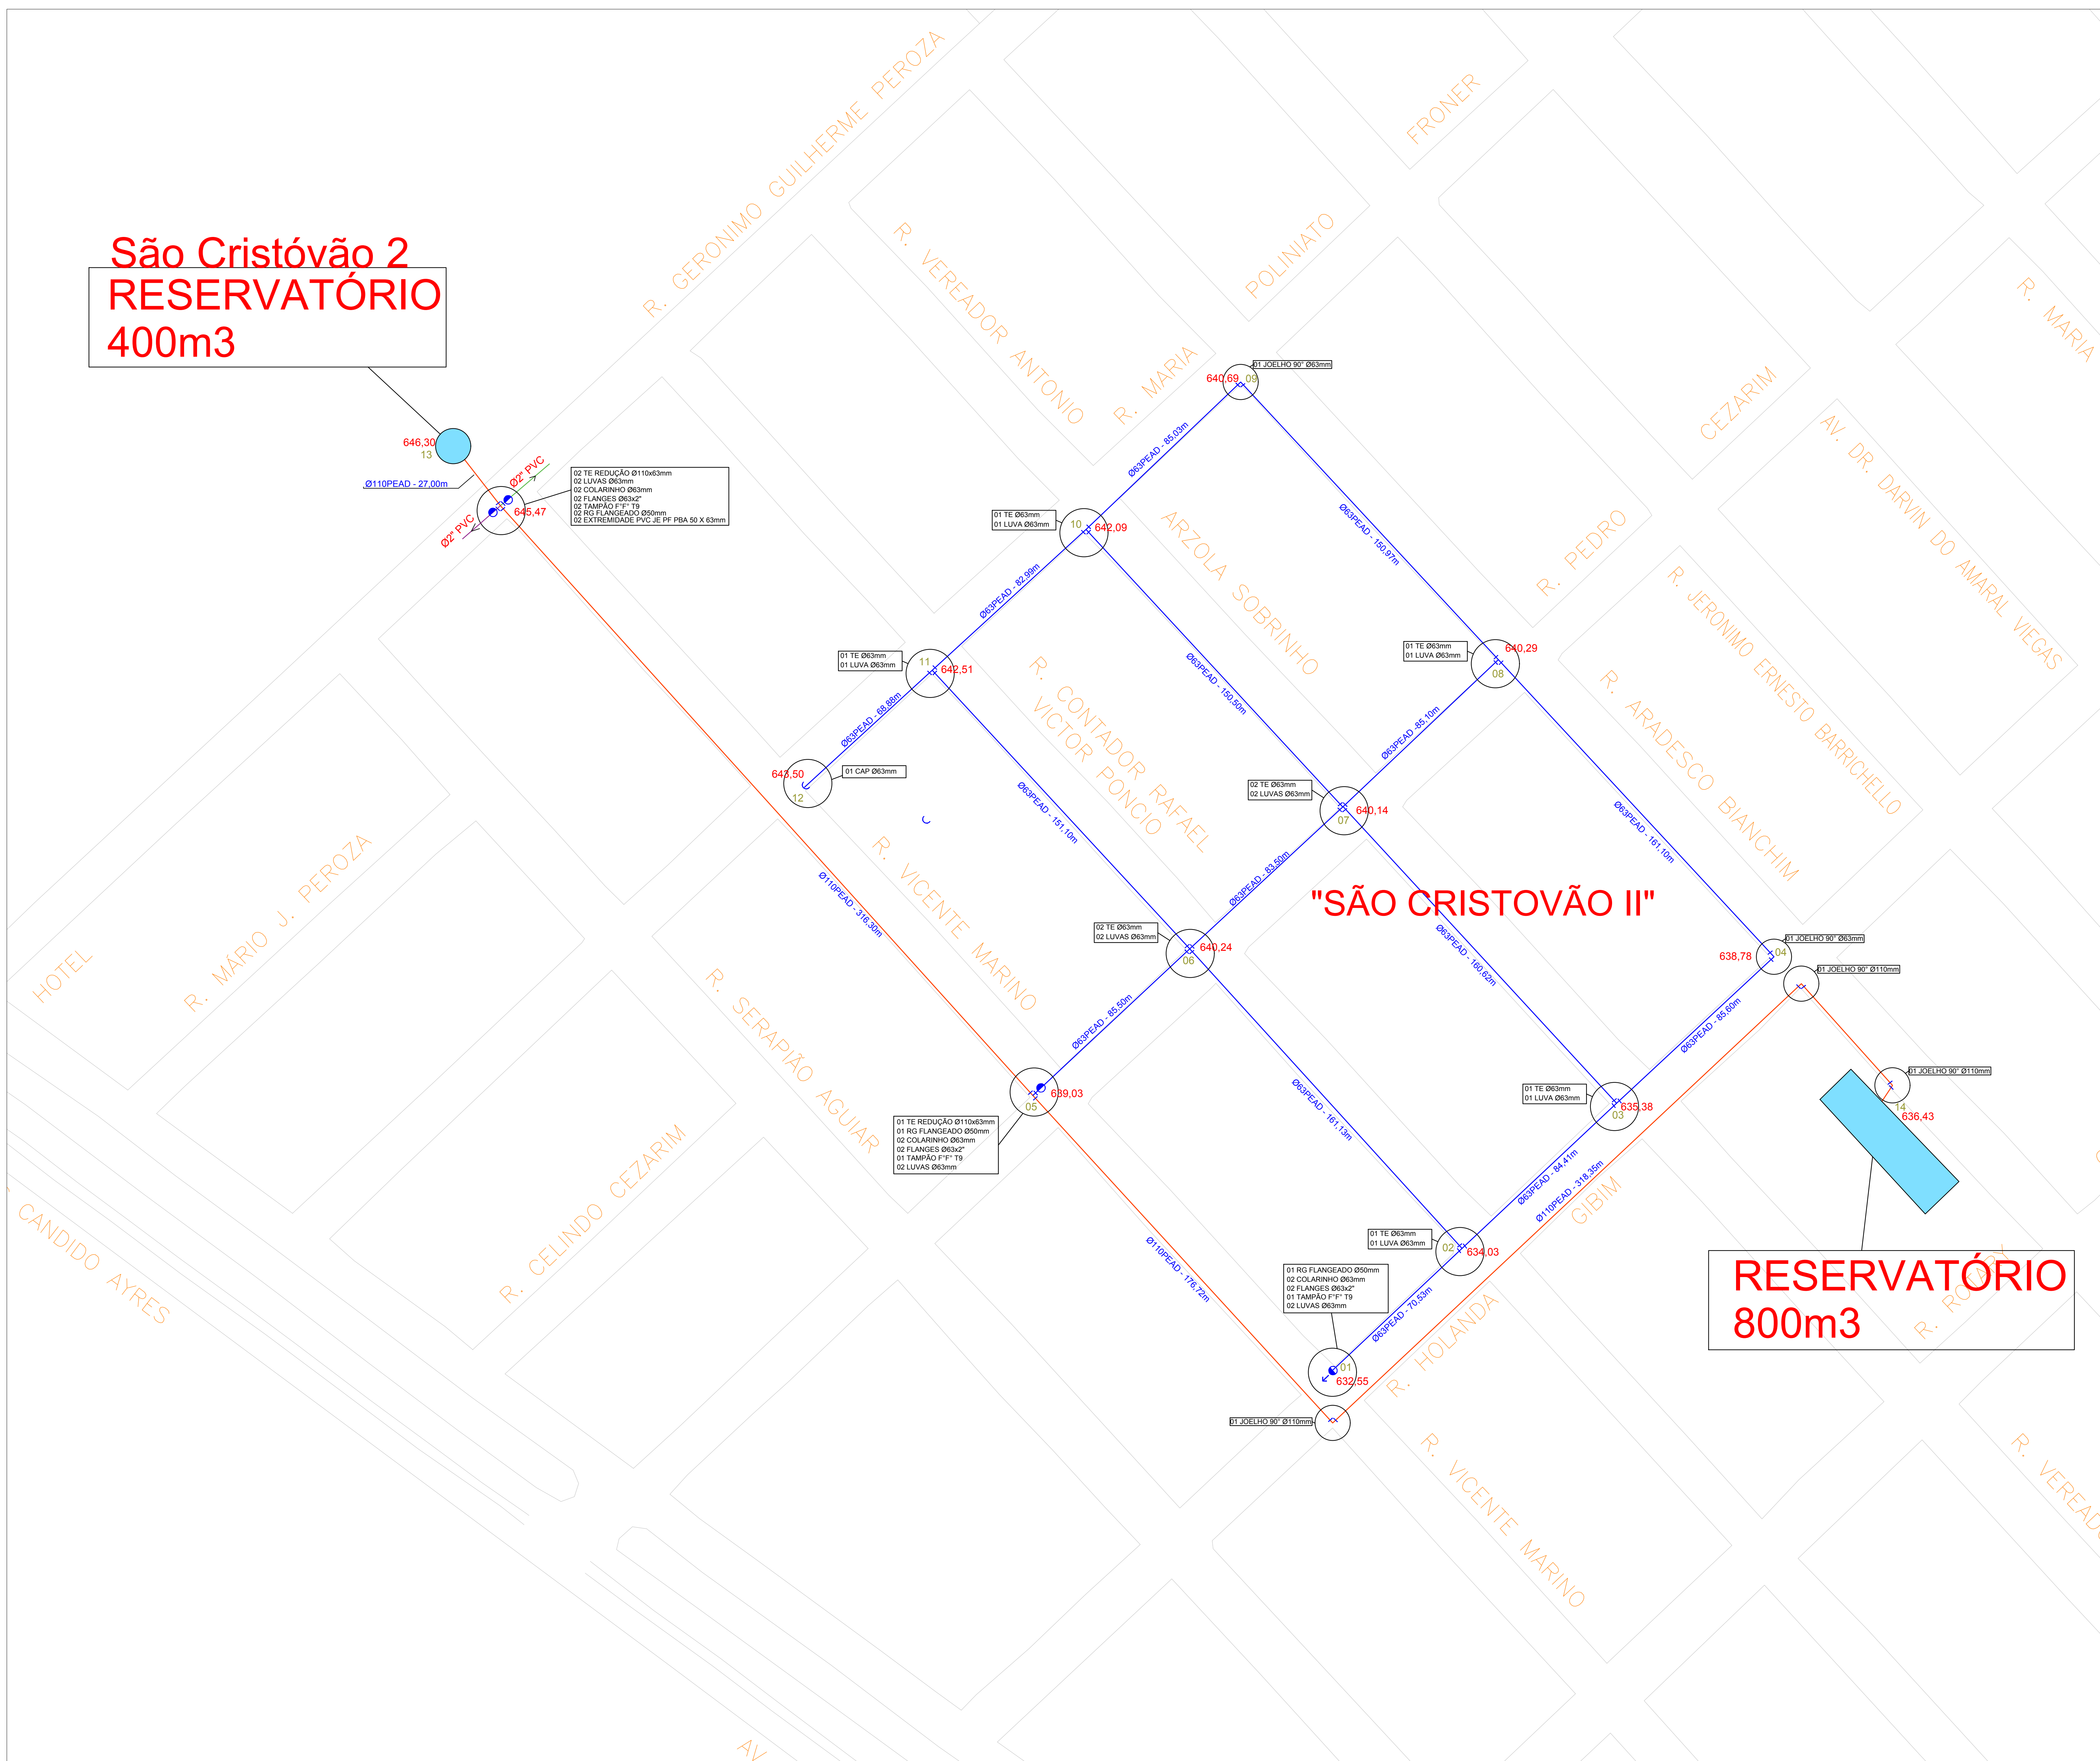 São Cristóvão 2
RESERVATÓRIO
400m3
646,30
13
Ø110PEAD - 27,00m
Ø2" PVC
Ø2" PVC
645,47
02 TE REDUÇÃO Ø110x63mm
02 LUVAS Ø63mm
02 COLARINHO Ø63mm
02 FLANGES Ø63x2"
02 TAMPÃO F°F° T9
02 RG FLANGEADO Ø50mm
02 EXTREMIDADE PVC JE PF PBA 50 X 63mm
R. GERONIMO GUILHERME PEROZA
R. VEREADOR ANTONIO
ARZOLA SOBRINHO
R. MARIA
POLINIATO
FRONER
R. MARIA
01 JOELHO 90° Ø63mm
640,69
09
Ø63PEAD - 85,03m
Ø63PEAD - 150,97m
01 TE Ø63mm
01 LUVA Ø63mm
10
642,09
Ø63PEAD - 82,99m
Ø63PEAD - 150,50m
01 TE Ø63mm
01 LUVA Ø63mm
11
642,51
Ø63PEAD - 68,88m
Ø63PEAD - 151,10m
643,50
12
01 CAP Ø63mm
R. PEDRO
CEZARIM
AV. DR. DARVIN DO AMARAL VIEGAS
R. JERONIMO ERNESTO BARRICHELLO
R. ARADESCO BIANCHIM
R. CONTADOR RAFAEL
VICTOR PONCIO
01 TE Ø63mm
01 LUVA Ø63mm
640,29
08
Ø63PEAD -85,10m
Ø63PEAD - 161,10m
02 TE Ø63mm
02 LUVAS Ø63mm
640,14
07
Ø63PEAD - 83,50m
Ø63PEAD - 160,62m
"SÃO CRISTOVÃO II"
02 TE Ø63mm
02 LUVAS Ø63mm
640,24
06
Ø63PEAD - 85,50m
Ø63PEAD - 161,13m
Ø110PEAD - 316,30m
R. VICENTE MARINO
R. SERAPIÃO AGUIAR
HOTEL
R. MÁRIO J. PEROZA
R. CELINDO CEZARIM
CANDIDO AYRES
639,03
05
01 TE REDUÇÃO Ø110x63mm
01 RG FLANGEADO Ø50mm
02 COLARINHO Ø63mm
02 FLANGES Ø63x2"
01 TAMPÃO F°F° T9
02 LUVAS Ø63mm
Ø110PEAD - 176,72m
01 JOELHO 90° Ø63mm
638,78
04
01 JOELHO 90° Ø110mm
Ø63PEAD - 85,60m
01 JOELHO 90° Ø110mm
14
636,43
01 TE Ø63mm
01 LUVA Ø63mm
635,38
03
Ø63PEAD - 84,41m
Ø110PEAD - 318,35m
01 TE Ø63mm
01 LUVA Ø63mm
02
634,03
Ø63PEAD - 70,53m
01 RG FLANGEADO Ø50mm
02 COLARINHO Ø63mm
02 FLANGES Ø63x2"
01 TAMPÃO F°F° T9
02 LUVAS Ø63mm
01
632,55
01 JOELHO 90° Ø110mm
R. HOLANDA
GIBIM
RESERVATÓRIO
800m3
R. ROTARY
R. VICENTE MARINO
R. VEREADO
AV